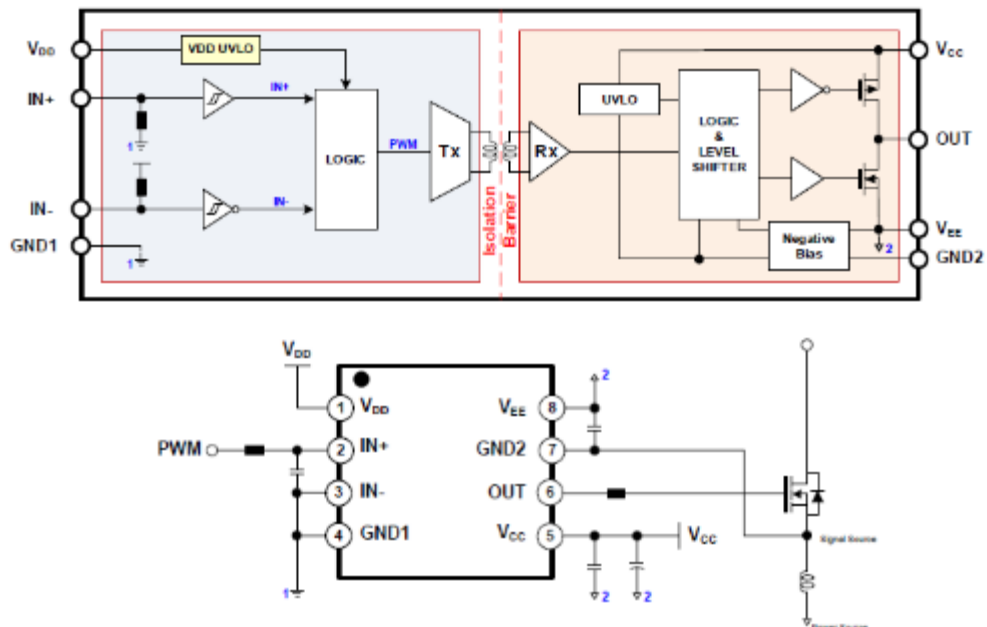 VDD
VDD UVLO
VCC
IN+
IN+
1
UVLO
LOGIC
PWM
Tx
Rx
LOGIC
&
LEVEL
SHIFTER
OUT
IN-
IN-
Isolation
Barrier
VEE
Negative
Bias
2
GND1
1
GND2
VDD
2
1 VDD
VEE 8
PWM
2 IN+
GND2 7
3 IN-
OUT 6
4 GND1
VCC 5
VCC
Signal Source
1
2
2
Power Source